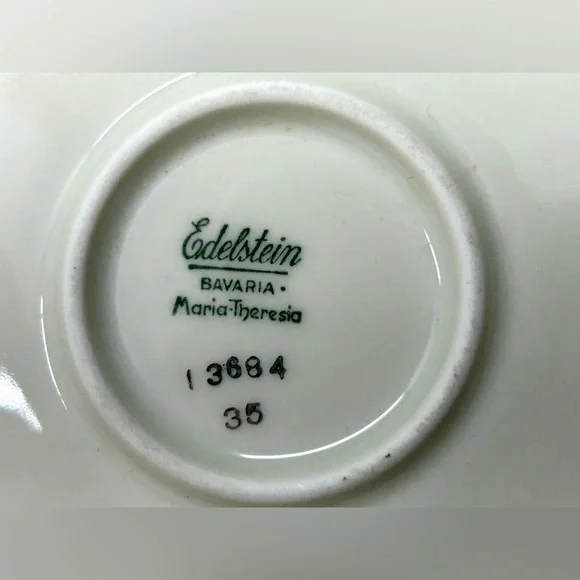 Edelstein
BAVARIA •
Maria-Theresia
13684
35